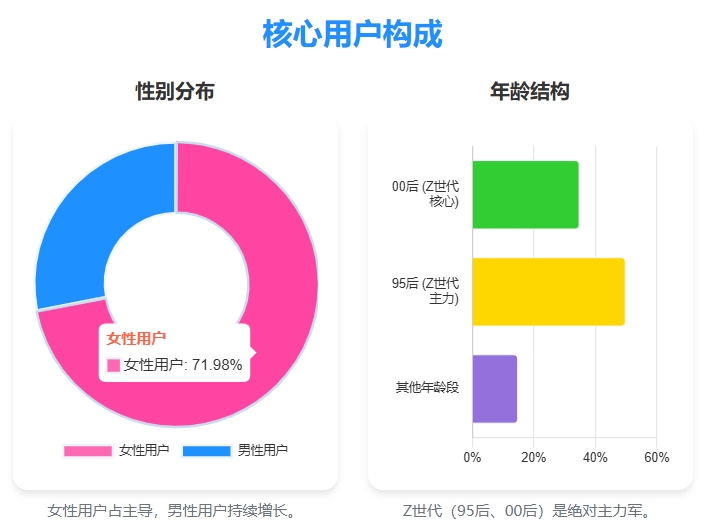 核心用户构成
性别分布
女性用户
女性用户: 71.98%
女性用户
男性用户
女性用户占主导，男性用户持续增长。
年龄结构
00后 (Z世代
核心)
95后 (Z世代
主力)
其他年龄段
0%
20%
40%
60%
Z世代（95后、00后）是绝对主力军。